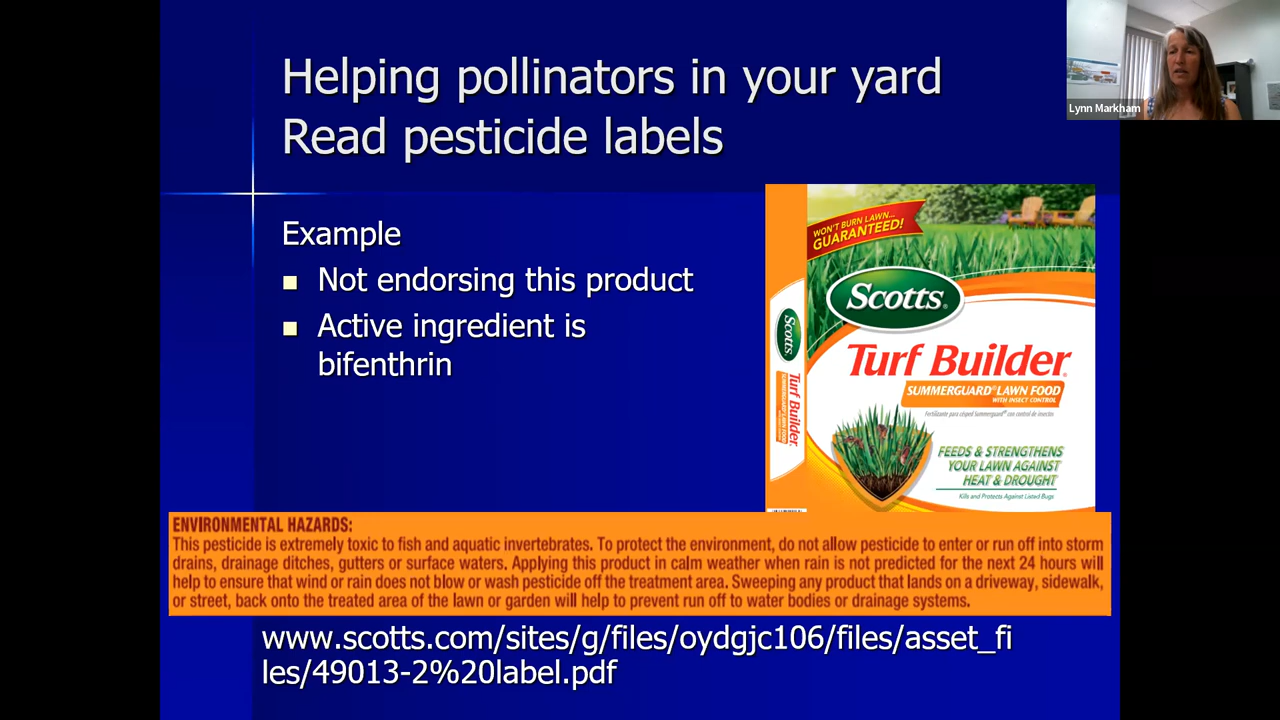 Helping pollinators in your yard
Read pesticide labels
Lynn Markham
Example
Not endorsing this product
Active ingredient is
bifenthrin
WON'T BURN LAWN...
GUARANTEED!
Scotts
Turf Builder
SUMMERGUARD® LAWN FOOD
WITH INSECT CONTROL
Fertilizante para césped Summerguard® con control de insectos
FEEDS & STRENGTHENS
YOUR LAWN AGAINST
HEAT & DROUGHT
Kills and Protects Against Listed Bugs
Scotts
Turf Builder
ENVIRONMENTAL HAZARDS:
This pesticide is extremely toxic to fish and aquatic invertebrates. To protect the environment, do not allow pesticide to enter or run off into storm
drains, drainage ditches, gutters or surface waters. Applying this product in calm weather when rain is not predicted for the next 24 hours will
help to ensure that wind or rain does not blow or wash pesticide off the treatment area. Sweeping any product that lands on a driveway, sidewalk,
or street, back onto the treated area of the lawn or garden will help to prevent run off to water bodies or drainage systems.
www.scotts.com/sites/g/files/oydgjc106/files/asset_fi
les/49013-2%20label.pdf